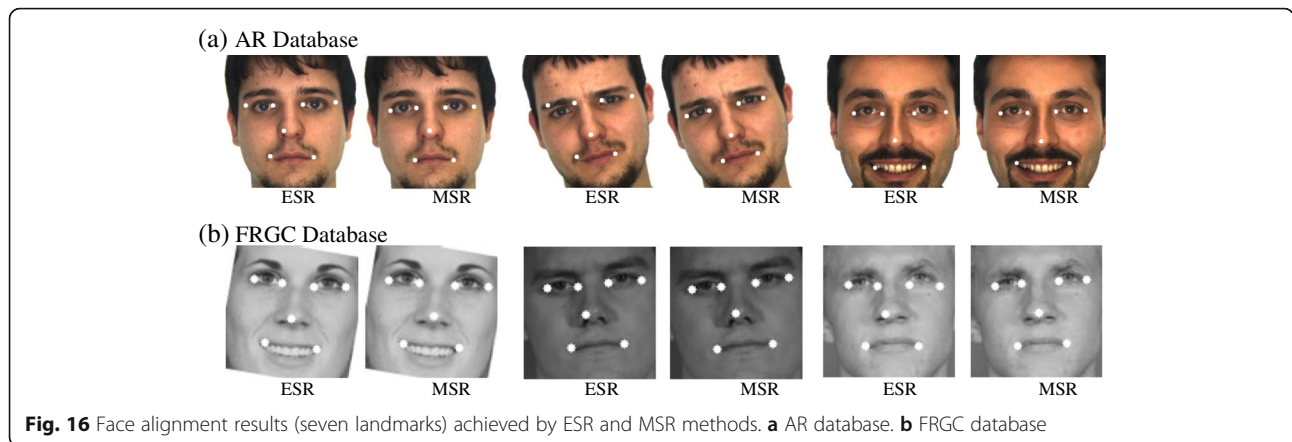 (a) AR Database
ESR MSR ESR MSR ESR MSR
(b) FRGC Database
ESR MSR ESR MSR ESR MSR
Fig. 16 Face alignment results (seven landmarks) achieved by ESR and MSR methods. a AR database. b FRGC database